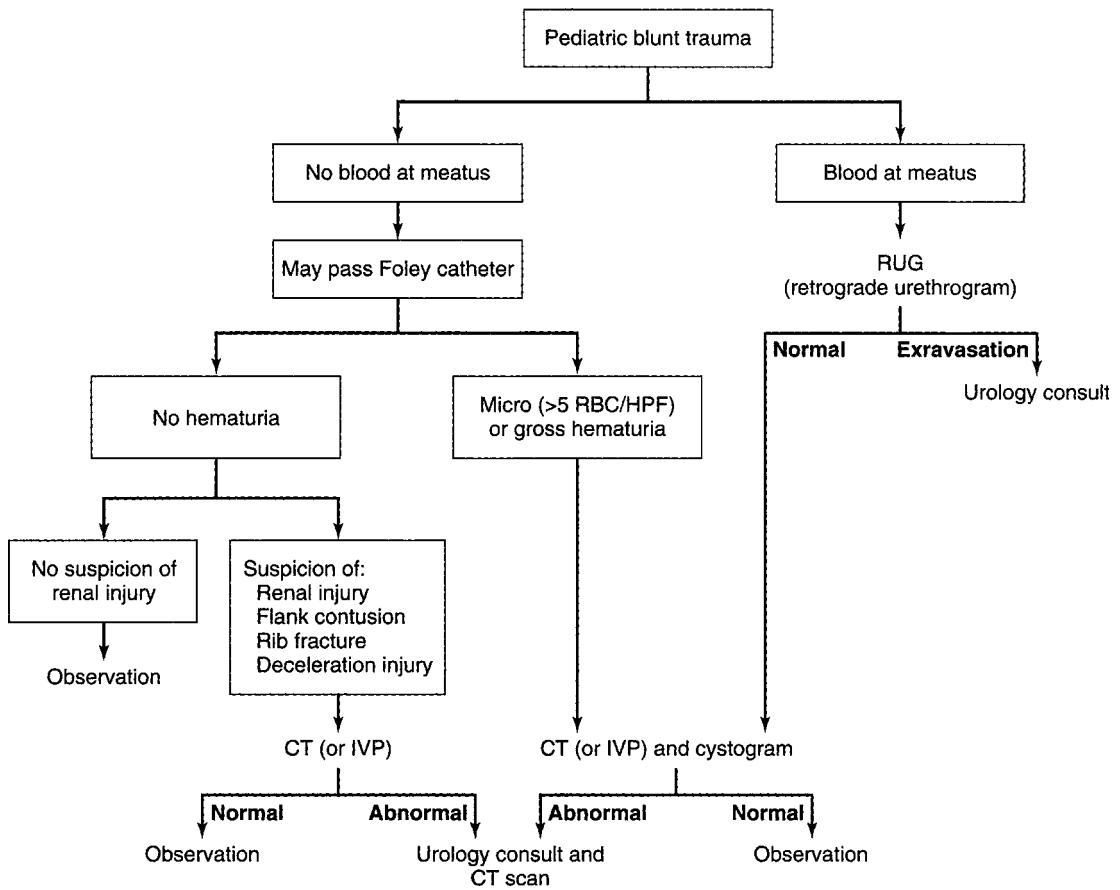 Pediatric blunt trauma
No blood at meatus
Blood at meatus
May pass Foley catheter
RUG
(retrograde urethrogram)
Normal
Exravasation
Urology consult
No hematuria
Micro (>5 RBC/HPF)
or gross hematuria
No suspicion of
renal injury
Suspicion of:
Renal injury
Flank contusion
Rib fracture
Deceleration injury
Observation
CT (or IVP)
CT (or IVP) and cystogram
Normal
Abnormal
Abnormal
Normal
Observation
Urology consult and
CT scan
Observation